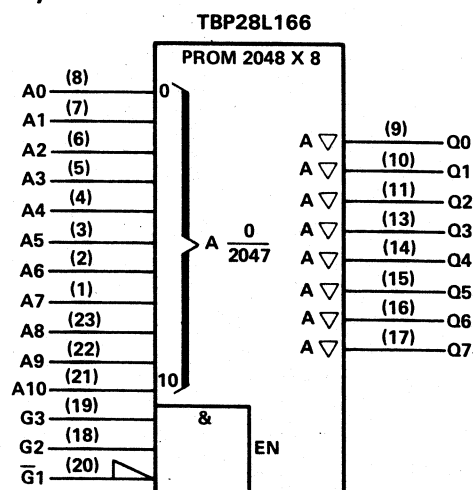 TBP28L166
PROM 2048 X 8
A0 (8) 0
A1 (7)
A2 (6)
A3 (5)
A4 (4)
A5 (3)
A6 (2)
A7 (1)
A8 (23)
A9 (22)
A10 (21) 10
A 0/2047
A ▽ (9) Q0
A ▽ (10) Q1
A ▽ (11) Q2
A ▽ (13) Q3
A ▽ (14) Q4
A ▽ (15) Q5
A ▽ (16) Q6
A ▽ (17) Q7
G3 (19)
G2 (18)
G̅1 (20)
&
EN